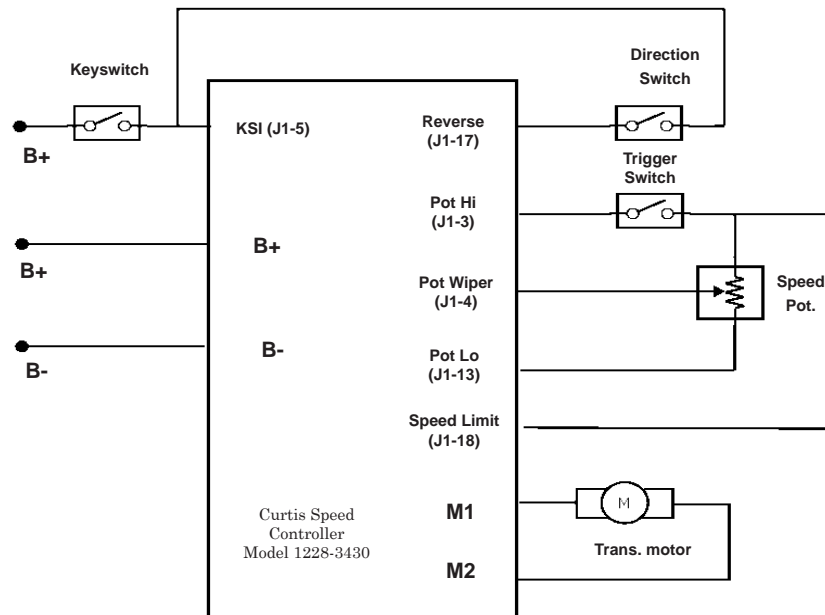 Keyswitch
B+
B+
B-
KSI (J1-5)
B+
B-
Curtis Speed
Controller
Model 1228-3430
Reverse
(J1-17)
Pot Hi
(J1-3)
Pot Wiper
(J1-4)
Pot Lo
(J1-13)
Speed Limit
(J1-18)
M1
M2
Direction
Switch
Trigger
Switch
Speed
Pot.
M
Trans. motor